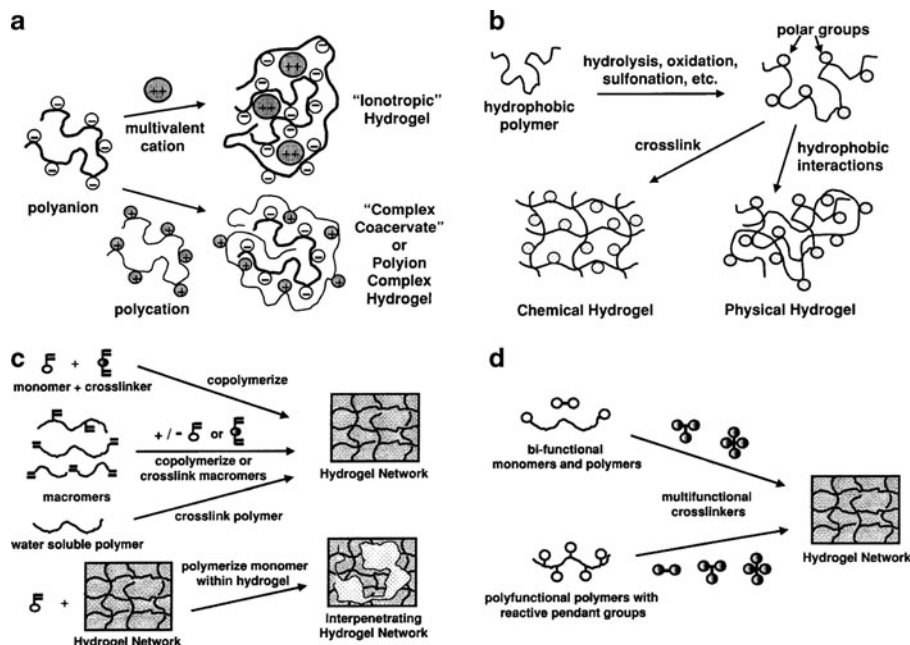 a
polyanion
multivalent
cation
"Ionotropic"
Hydrogel
polycation
"Complex
Coacervate"
or
Polyion
Complex
Hydrogel
b
hydrophobic
polymer
hydrolysis, oxidation,
sulfonation, etc.
polar groups
crosslink
hydrophobic
interactions
Chemical Hydrogel
Physical Hydrogel
c
+
monomer + crosslinker
copolymerize
macromers
+ / - or
copolymerize or
crosslink macromers
Hydrogel Network
crosslink polymer
water soluble polymer
+
Hydrogel Network
polymerize monomer
within hydrogel
Interpenetrating
Hydrogel Network
d
bi-functional
monomers and polymers
multifunctional
crosslinkers
Hydrogel Network
polyfunctional polymers with
reactive pendant groups